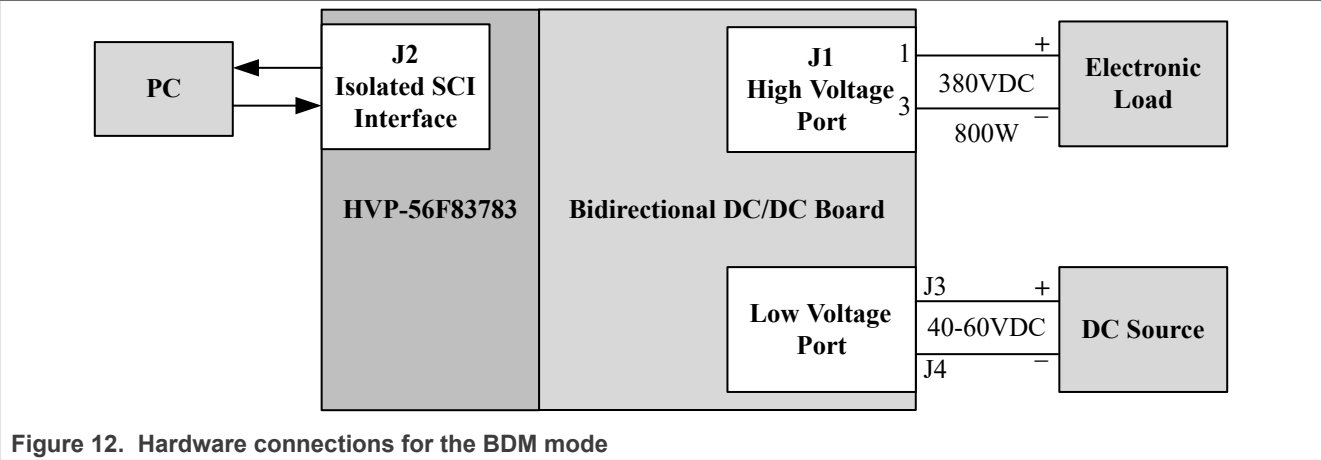 PC
J2
Isolated SCI
Interface
HVP-56F83783
Bidirectional DC/DC Board
J1
High Voltage
Port
1
3
+
380VDC
−
800W
Electronic
Load
Low Voltage
Port
J3
+
40-60VDC
−
J4
DC Source
Figure 12. Hardware connections for the BDM mode